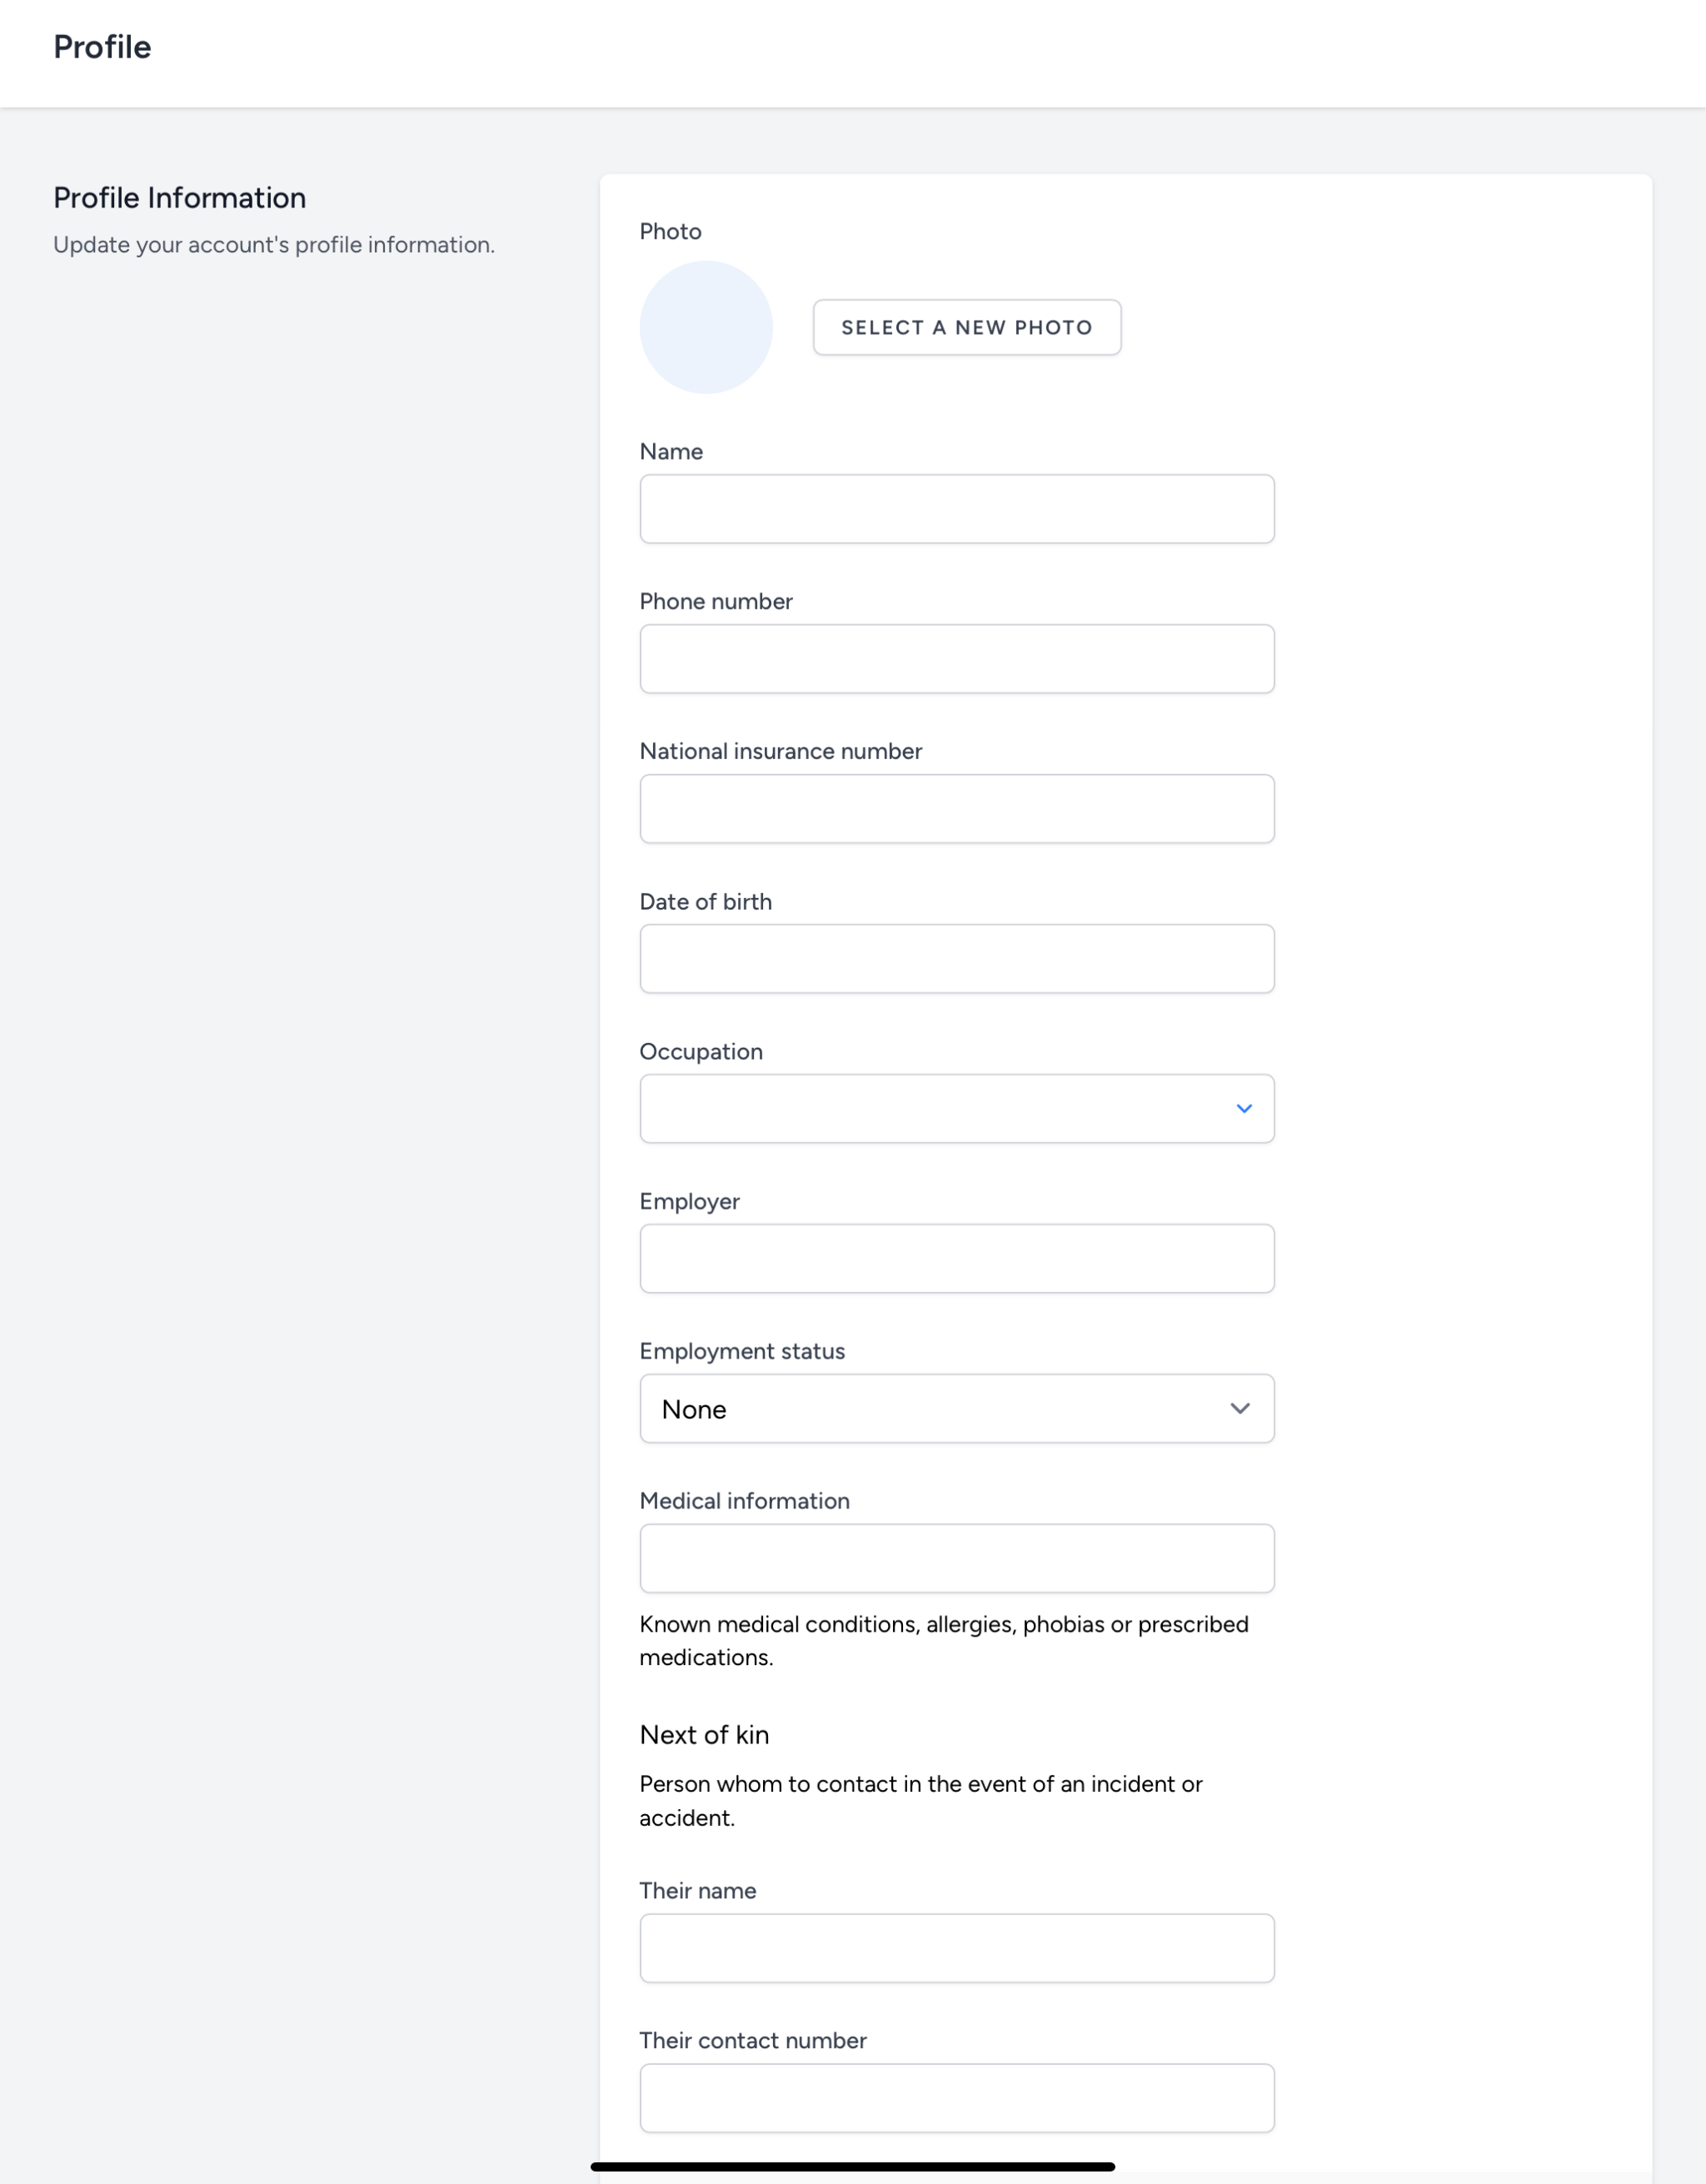 Profile
Profile Information
Update your account's profile information.
Photo
SELECT A NEW PHOTO
Name
Phone number
National insurance number
Date of birth
Occupation
Employer
Employment status
None
Medical information
Known medical conditions, allergies, phobias or prescribed
medications.
Next of kin
Person whom to contact in the event of an incident or
accident.
Their name
Their contact number